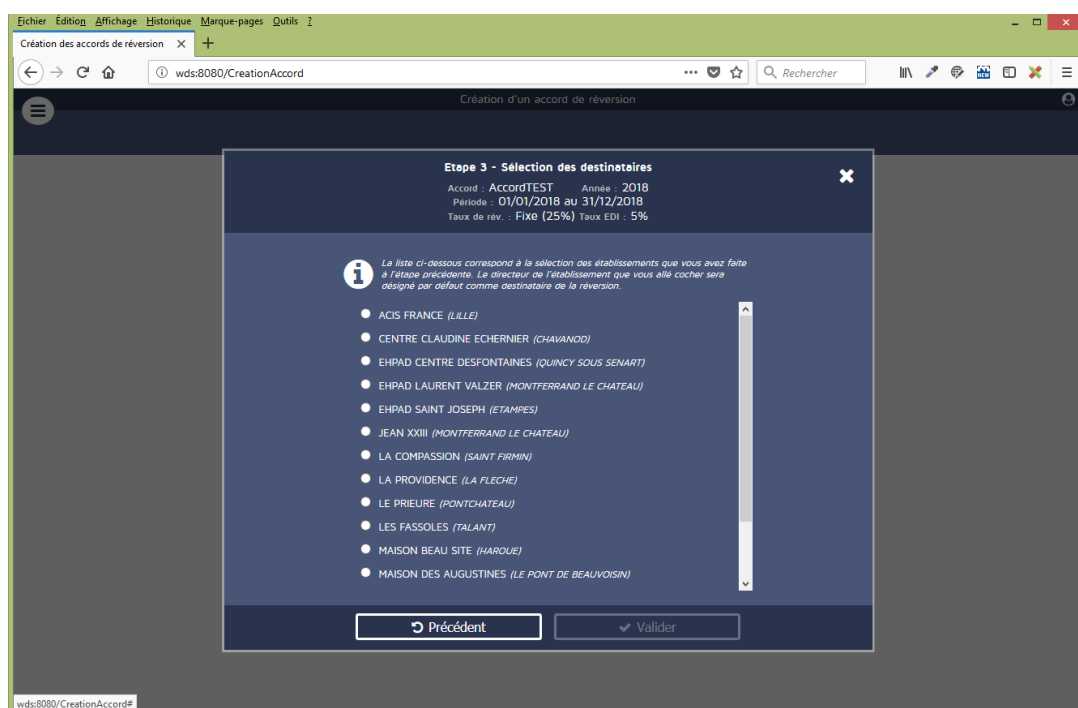 Fichier Édition Affichage Historique Marque-pages Outils ?
Création des accords de réversion
wds:8080/CreationAccord
Rechercher
NEW
Création d'un accord de réversion
Etape 3 - Sélection des destinataires
Accord : AccordTEST Année : 2018
Période : 01/01/2018 au 31/12/2018
Taux de rév. : Fixe (25%) Taux EDI : 5%
La liste ci-dessous correspond à la sélection des établissements que vous avez faite
à l'étape précédente. Le directeur de l'établissement que vous allé cocher sera
désigné par défaut comme destinataire de la réversion.
ACIS FRANCE (LILLE)
CENTRE CLAUDINE ECHERNIER (CHAVANOD)
EHPAD CENTRE DESFONTAINES (QUINCY SOUS SENART)
EHPAD LAURENT VALZER (MONTFERRAND LE CHATEAU)
EHPAD SAINT JOSEPH (ETAMPES)
JEAN XXIII (MONTFERRAND LE CHATEAU)
LA COMPASSION (SAINT FIRMIN)
LA PROVIDENCE (LA FLECHE)
LE PRIEURE (PONTCHATEAU)
LES FASSOLES (TALANT)
MAISON BEAU SITE (HAROUE)
MAISON DES AUGUSTINES (LE PONT DE BEAUVOISIN)
Précédent Valider
wds:8080/CreationAccord#